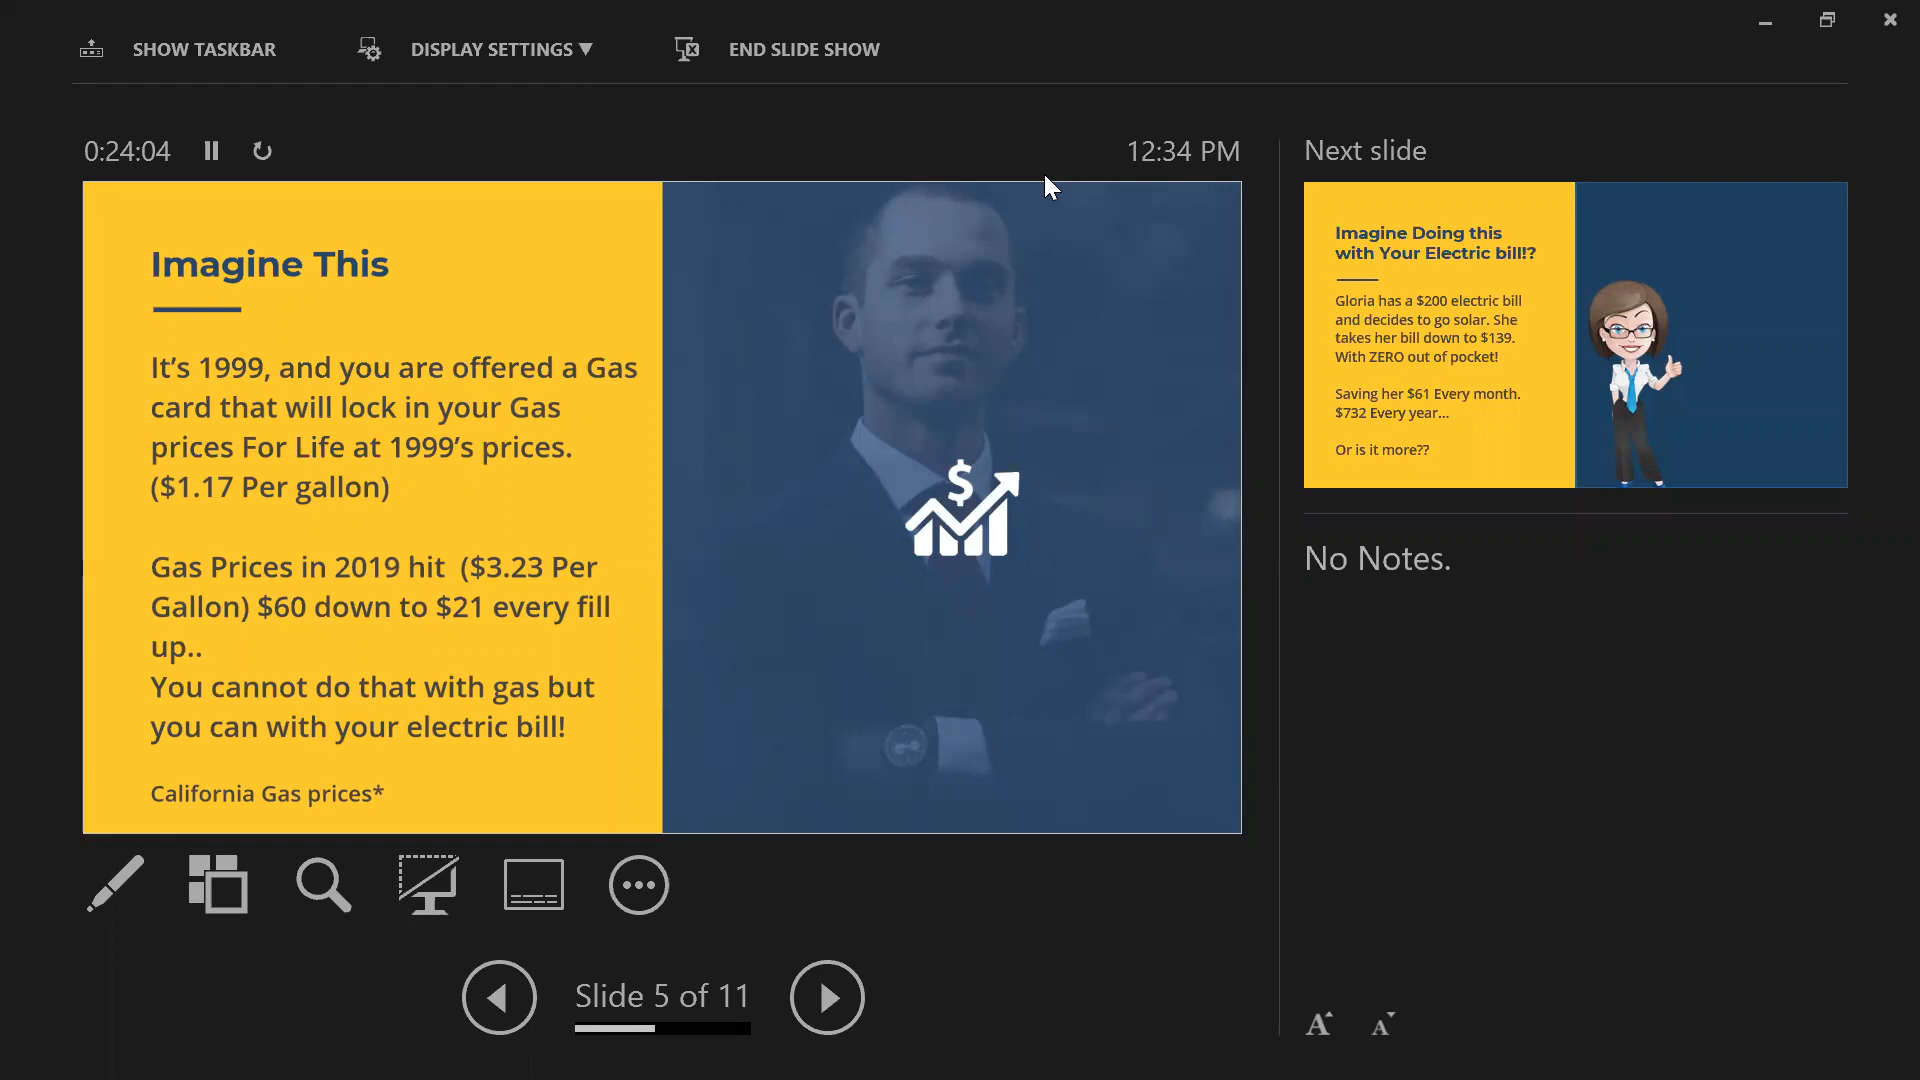 SHOW TASKBAR
DISPLAY SETTINGS ▼
END SLIDE SHOW
0:24:04
12:34 PM
Next slide
Imagine This
It's 1999, and you are offered a Gas
card that will lock in your Gas
prices For Life at 1999's prices.
($1.17 Per gallon)
Gas Prices in 2019 hit  ($3.23 Per
Gallon) $60 down to $21 every fill
up..
You cannot do that with gas but
you can with your electric bill!
California Gas prices*
$
Imagine Doing this
with Your Electric bill!?
Gloria has a $200 electric bill
and decides to go solar. She
takes her bill down to $139.
With ZERO out of pocket!
Saving her $61 Every month.
$732 Every year...
Or is it more??
No Notes.
Slide 5 of 11
A
A